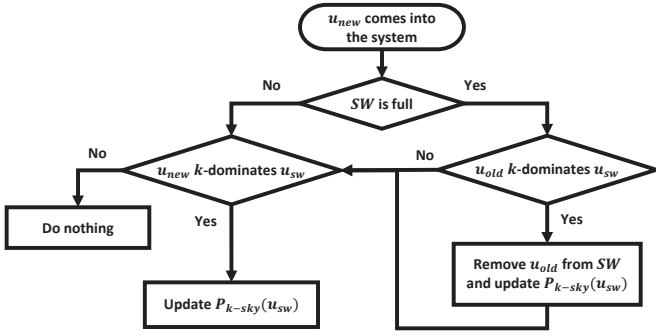 u_new comes into
the system
No
Yes
SW is full
No
u_new k-dominates u_sw
No
u_old k-dominates u_sw
Yes
Yes
Do nothing
Update P_k-sky(u_sw)
Remove u_old from SW
and update P_k-sky(u_sw)